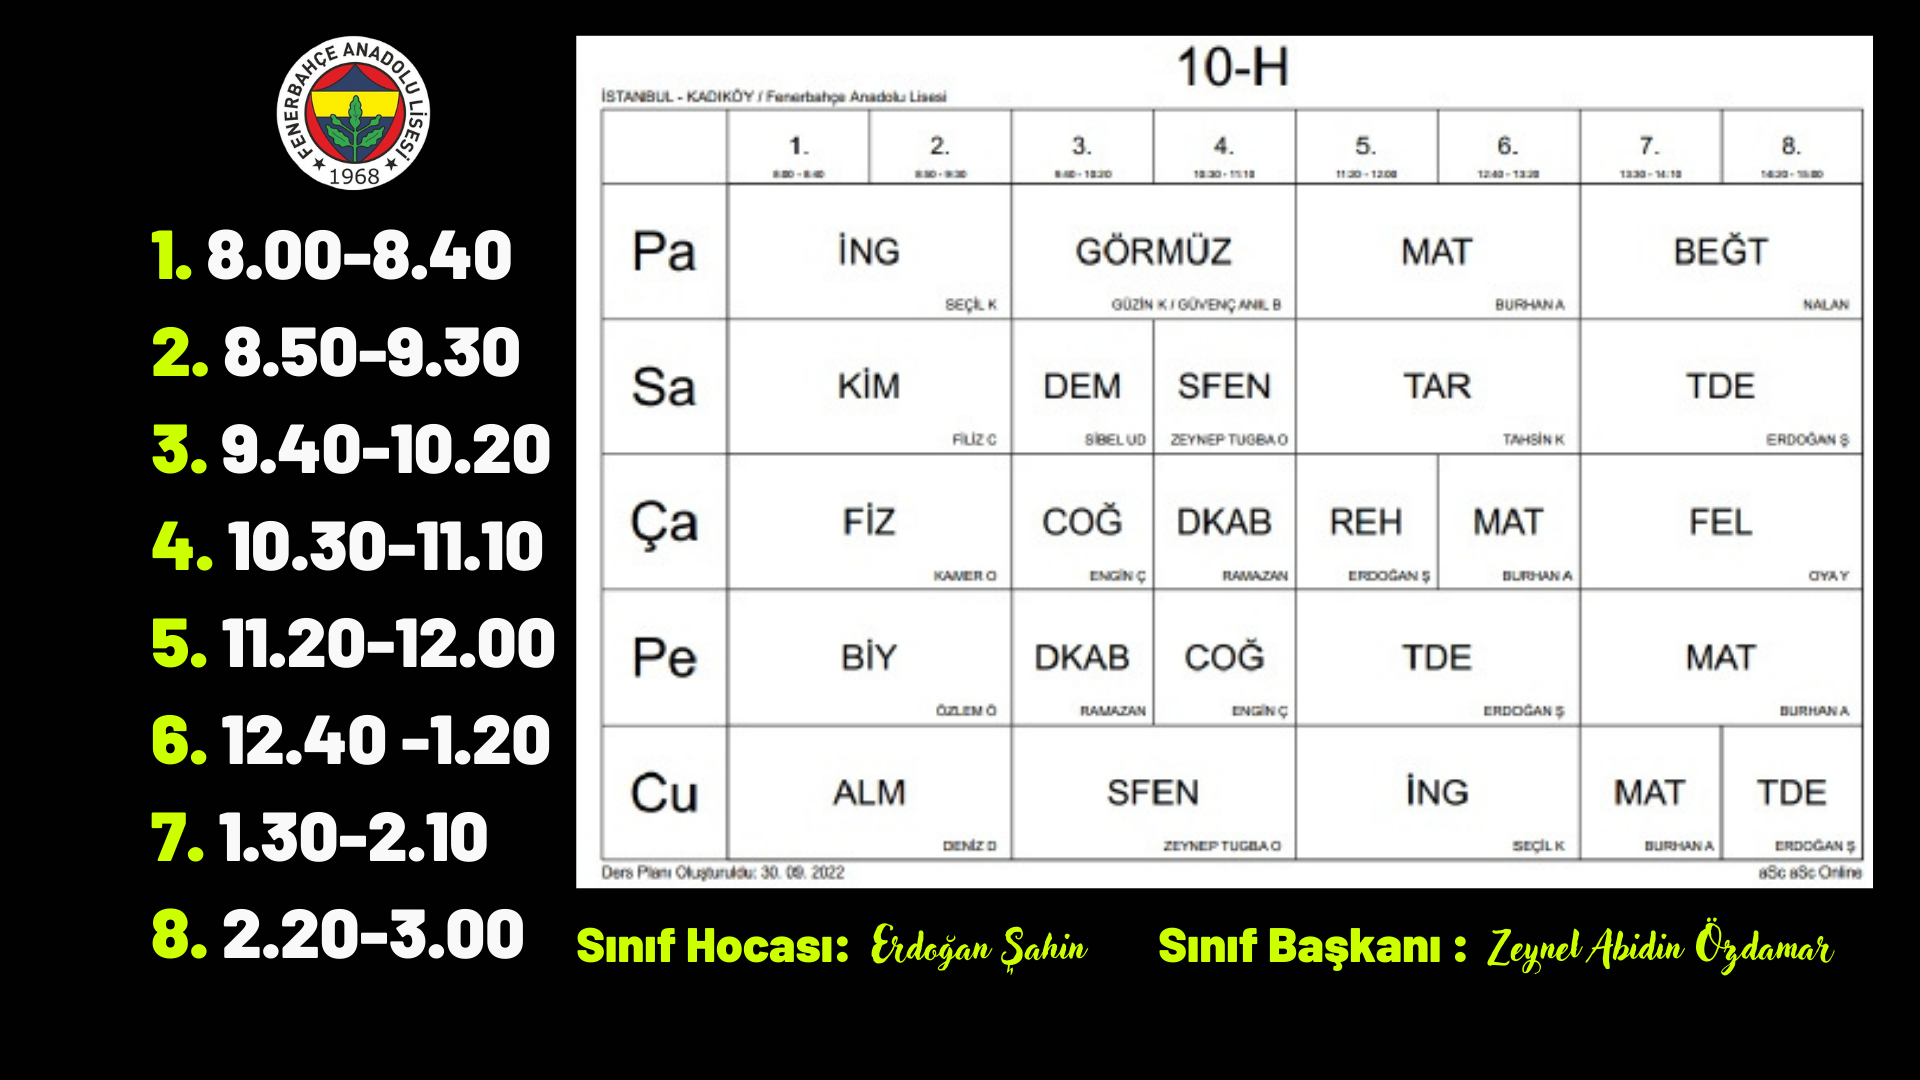 FENERBAHÇE ANADOLU LİSESİ
1968
1. 8.00-8.40
2. 8.50-9.30
3. 9.40-10.20
4. 10.30-11.10
5. 11.20-12.00
6. 12.40 -1.20
7. 1.30-2.10
8. 2.20-3.00
10-H
İSTANBUL - KADIKÖY / Fenerbahçe Anadolu Lisesi
1. 2. 3. 4. 5. 6. 7. 8.
8:00 - 8:40 8:50 - 9:30 9:40 - 10:20 10:30 - 11:10 11:20 - 12:00 12:40 - 13:20 13:30 - 14:10 14:20 - 15:00
Pa İNG GÖRMÜZ MAT BEĞT
SEÇİL K GÜZİN K / GÜVENÇ ANIL B BURHAN A NALAN
Sa KİM DEM SFEN TAR TDE
FİLİZ C SİBEL UD ZEYNEP TUGBA O TAHSİN K ERDOĞAN Ş
Ça FİZ COĞ DKAB REH MAT FEL
KAMER O ENGİN Ç RAMAZAN ERDOĞAN Ş BURHAN A OYA Y
Pe BİY DKAB COĞ TDE MAT
ÖZLEM Ö RAMAZAN ENGİN Ç ERDOĞAN Ş BURHAN A
Cu ALM SFEN İNG MAT TDE
DENİZ D ZEYNEP TUGBA O SEÇİL K BURHAN A ERDOĞAN Ş
Ders Planı Oluşturuldu: 30. 09. 2022 aSc aSc Online
Sınıf Hocası: Erdoğan Şahin Sınıf Başkanı : Zeynel Abidin Özdamar